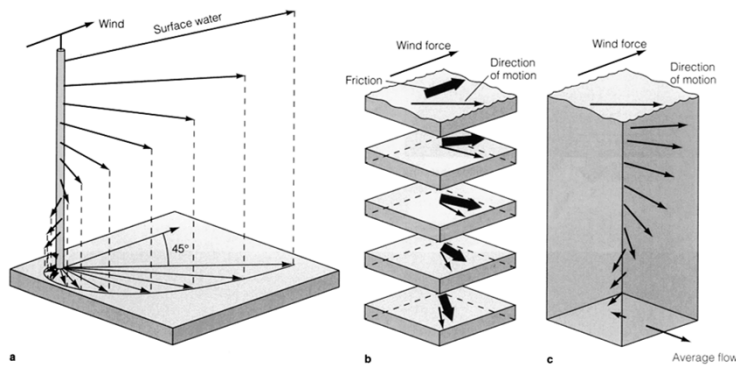 Wind
Surface water
45°
a
Wind force
Friction
Direction
of motion
b
Wind force
Direction
of motion
Average flow
c